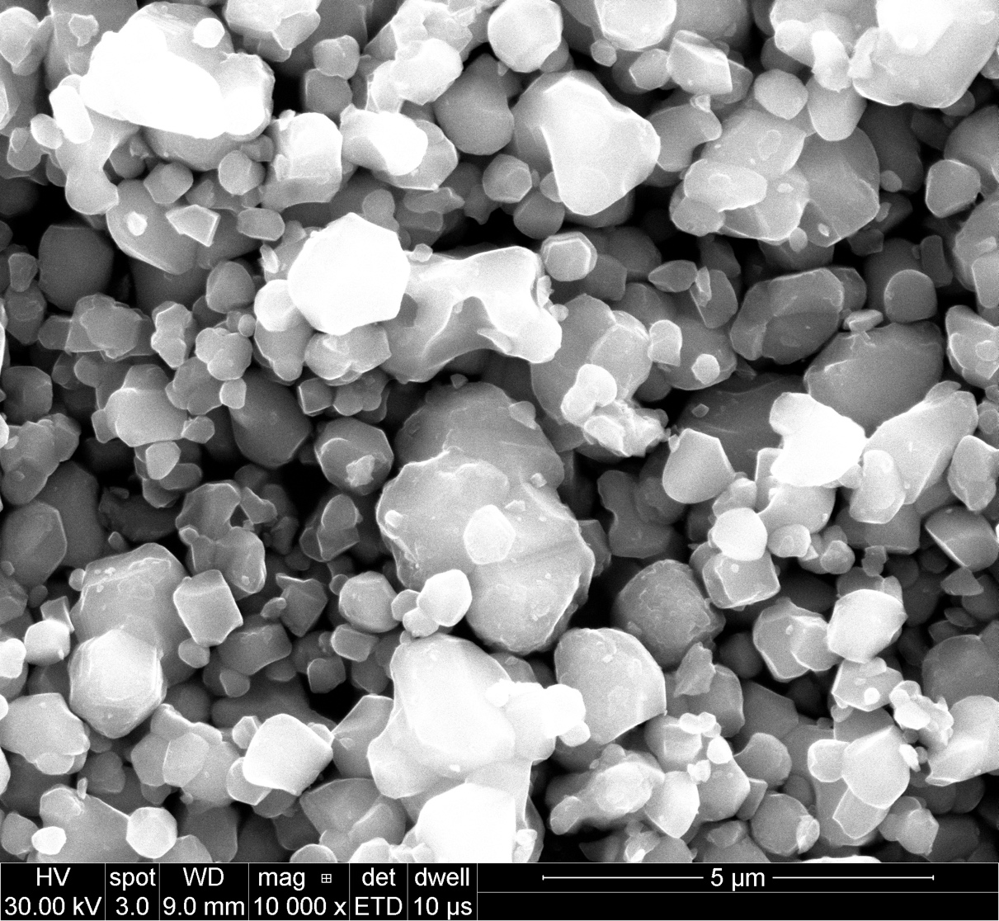 HV spot WD mag ⊞ det dwell
5 µm
30.00 kV 3.0 9.0 mm 10 000 x ETD 10 µs